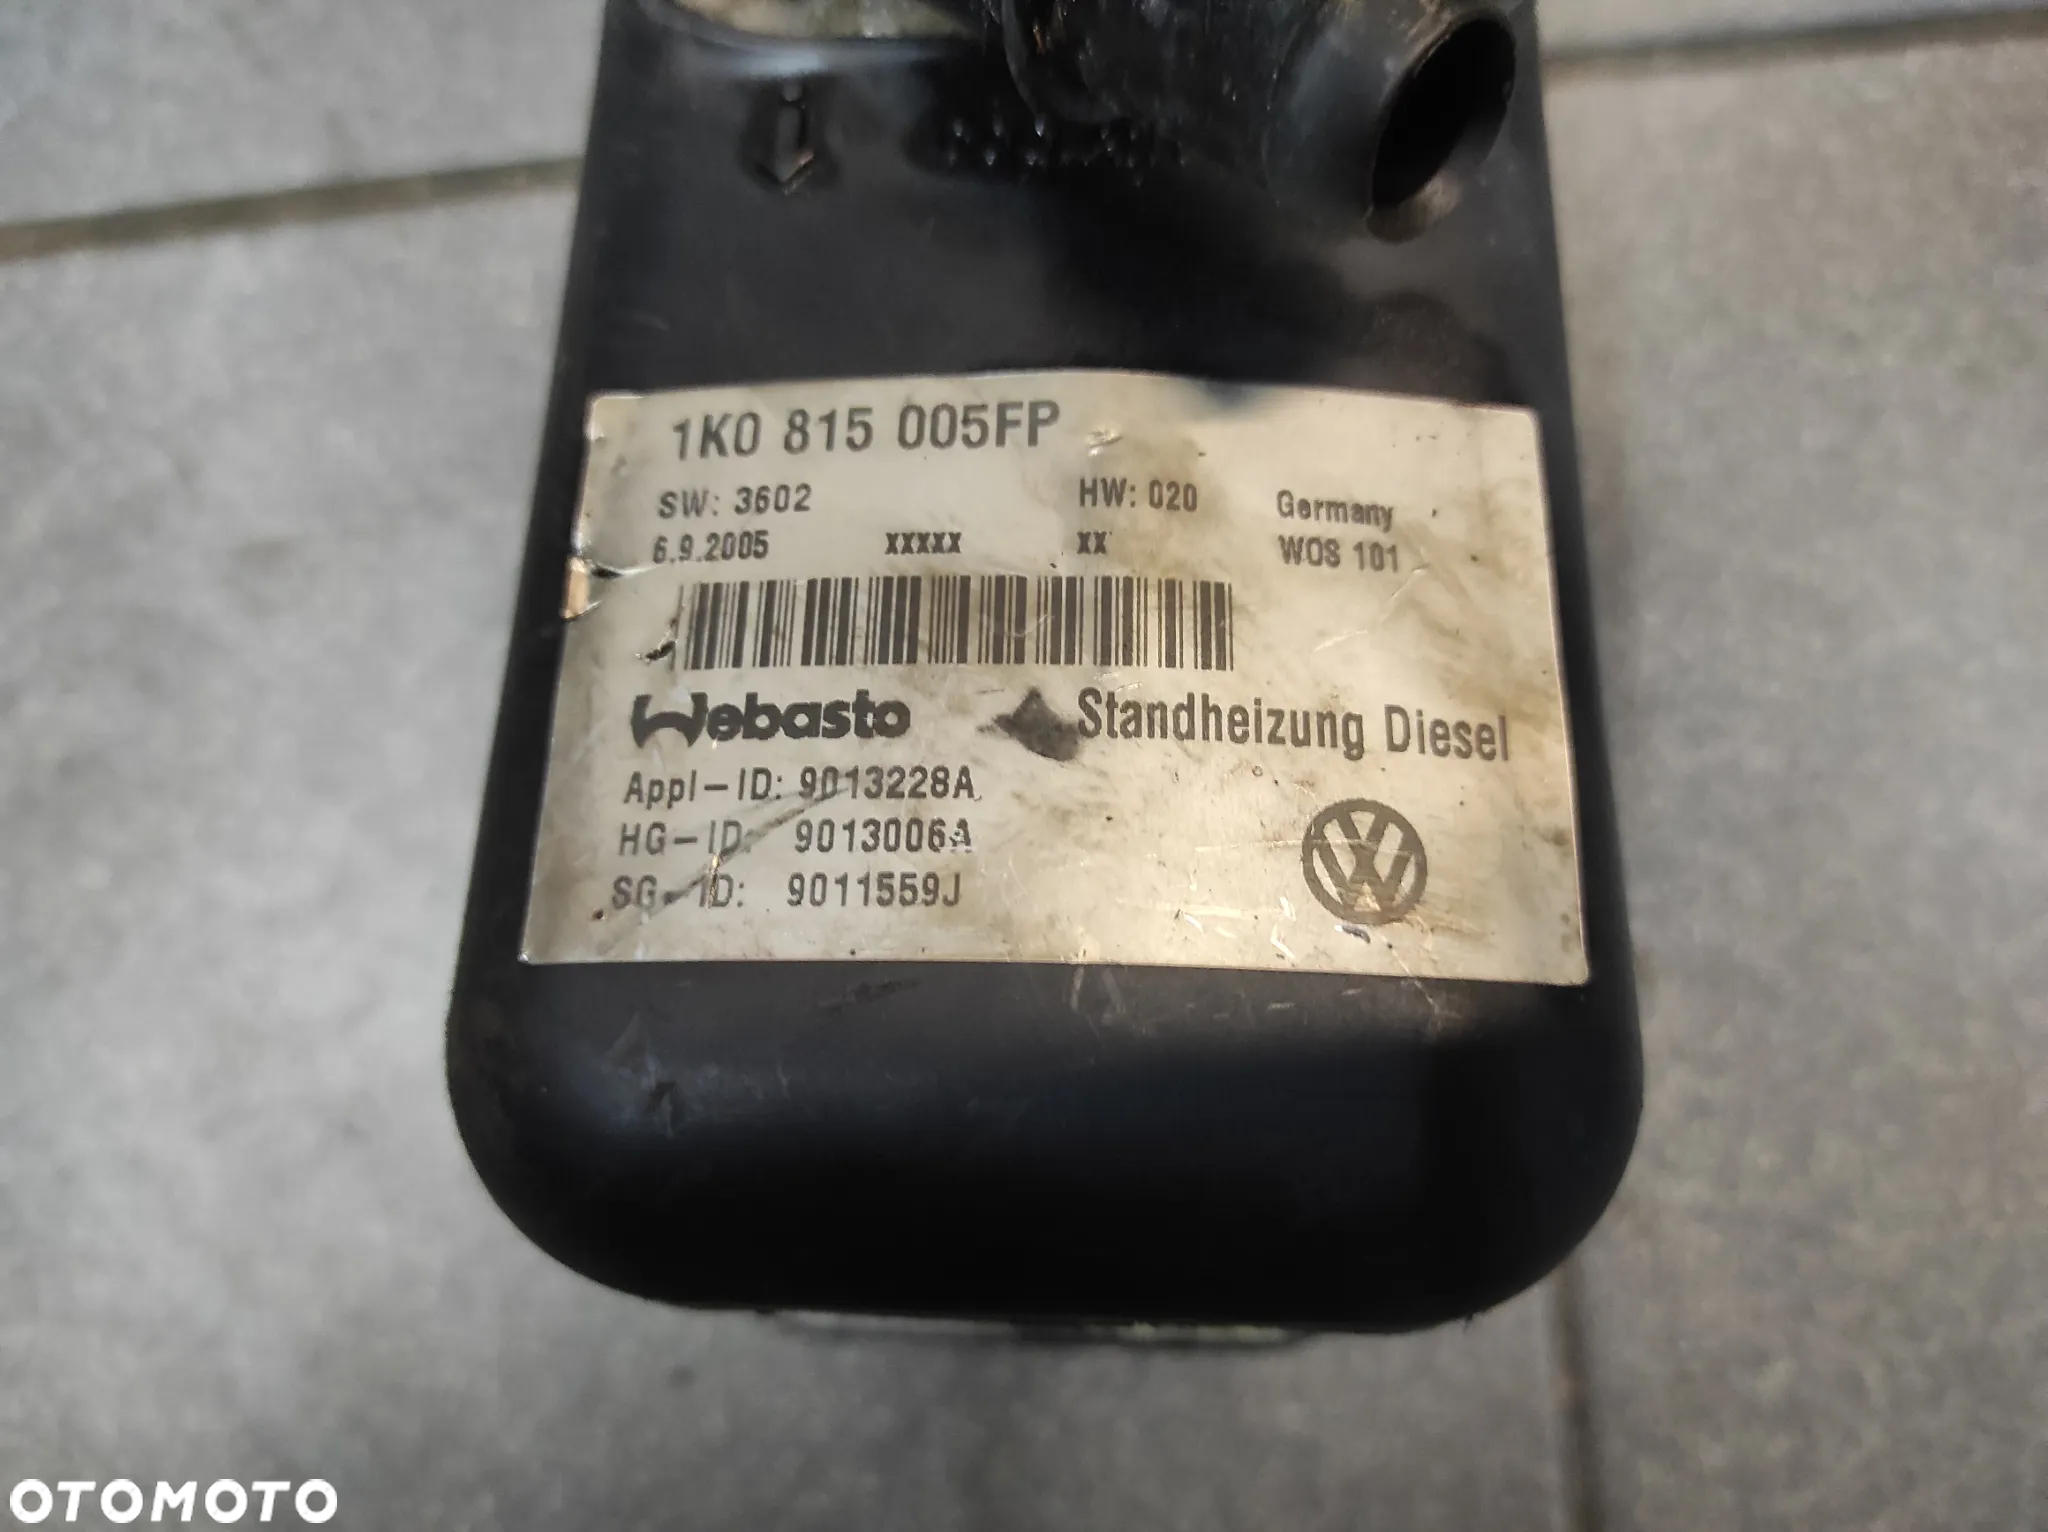 1K0 815 005FP
SW: 3602 HW: 020 Germany
6.9.2005 XXXXX XX WOS 101
Webasto Standheizung Diesel
Appl-ID: 9013228A
HG-ID: 9013006A
SG-ID: 9011559J
OTOMOTO